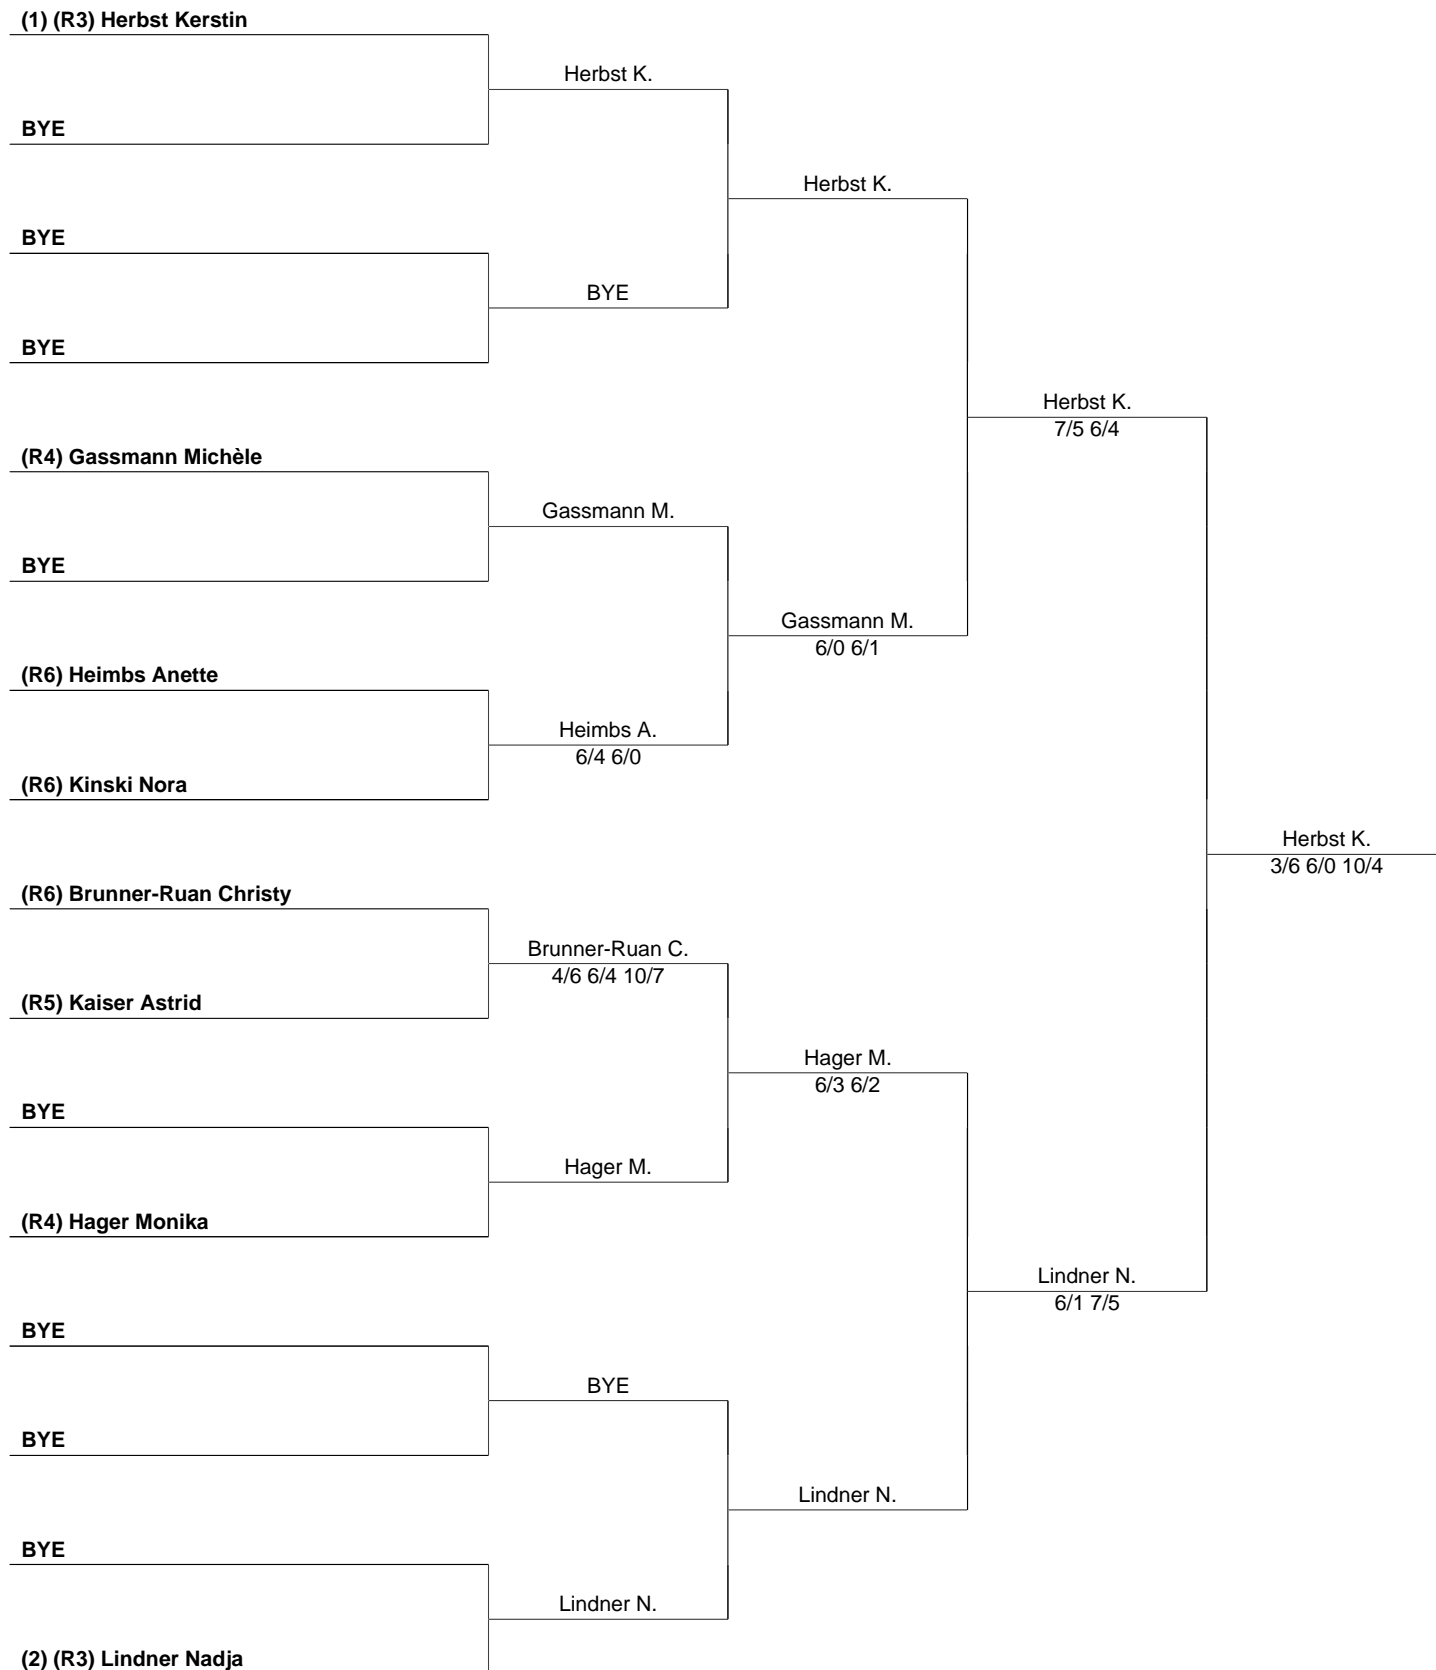 (1) (R3) Herbst Kerstin
Herbst K.
BYE
Herbst K.
BYE
BYE
BYE
Herbst K.
7/5 6/4
(R4) Gassmann Michèle
Gassmann M.
BYE
Gassmann M.
6/0 6/1
(R6) Heimbs Anette
Heimbs A.
6/4 6/0
(R6) Kinski Nora
Herbst K.
3/6 6/0 10/4
(R6) Brunner-Ruan Christy
Brunner-Ruan C.
4/6 6/4 10/7
(R5) Kaiser Astrid
Hager M.
6/3 6/2
BYE
Hager M.
(R4) Hager Monika
Lindner N.
6/1 7/5
BYE
BYE
BYE
Lindner N.
BYE
Lindner N.
(2) (R3) Lindner Nadja